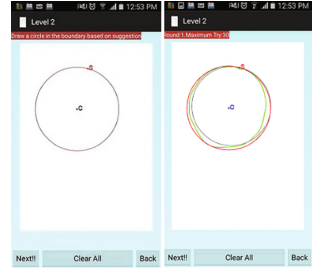 12:53 PM
Level 2
Draw a circle in the boundary based on suggestion
S
C
Next!!
Clear All
Back
12:53 PM
Level 2
Round:1 Maximum Try:30
S
C
Next!!
Clear All
Back